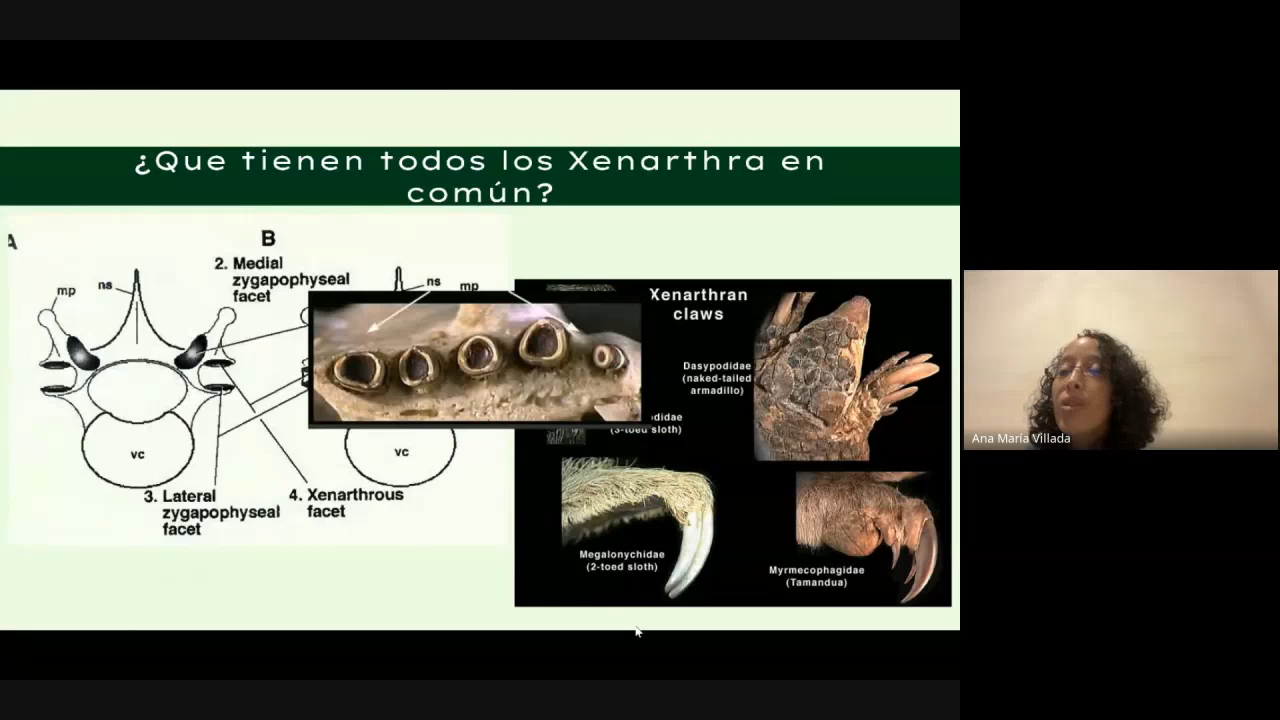 ¿Que tienen todos los Xenarthra en
común?
A
B
2. Medial
zygapophyseal
facet
mp
ns
ns
mp
vc
vc
3. Lateral
zygapophyseal
facet
4. Xenarthrous
facet
Xenarthran
claws
Dasypodidae
(naked-tailed
armadillo)
(3-toed sloth)
Megalonychidae
(2-toed sloth)
Myrmecophagidae
(Tamandua)
Ana María Villada